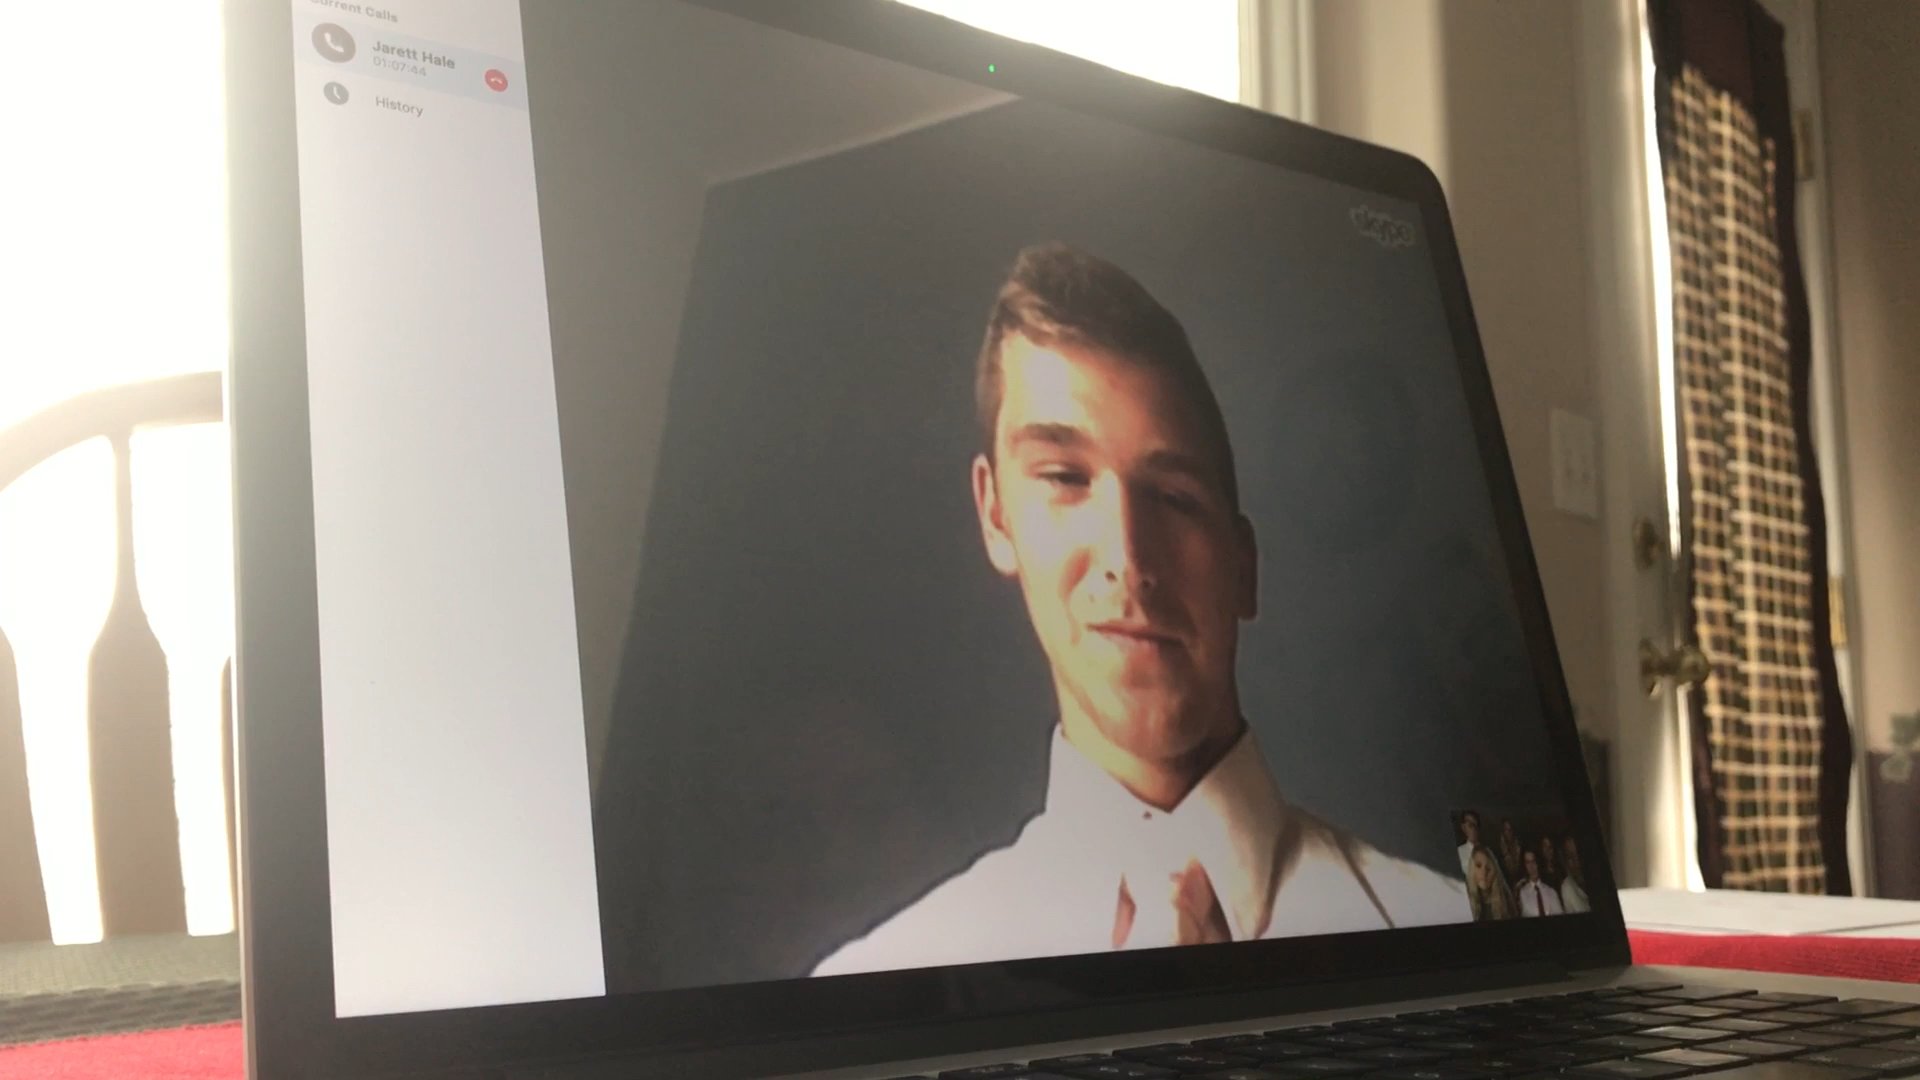 Current Calls
Jarett Hale
01:07:44
History
skype